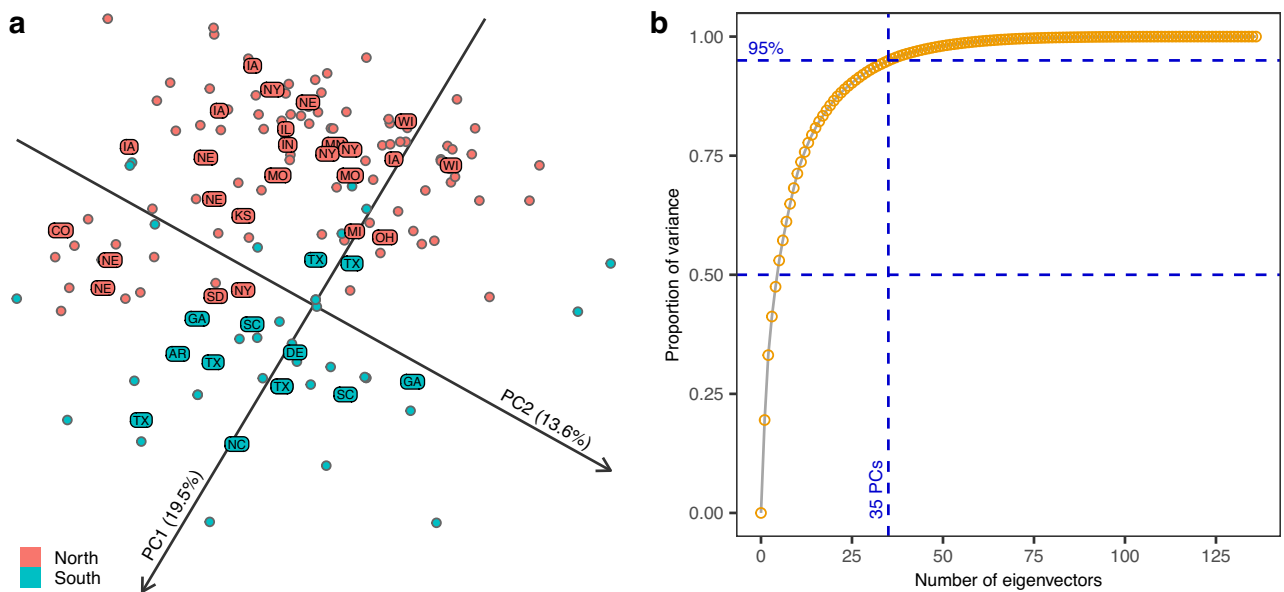 a
IA
NY
NE
IA
IL
WI
IA
IN
MN
NY
NY
NE
IA
WI
MO
MO
NE
KS
CO
MI
OH
NE
TX
TX
NE
SD
NY
GA
SC
AR
TX
DE
TX
GA
SC
TX
NC
PC2 (13.6%)
PC1 (19.5%)
North
South
b
1.00
0.75
0.50
0.25
0.00
Proportion of variance
95%
35 PCs
0
25
50
75
100
125
Number of eigenvectors